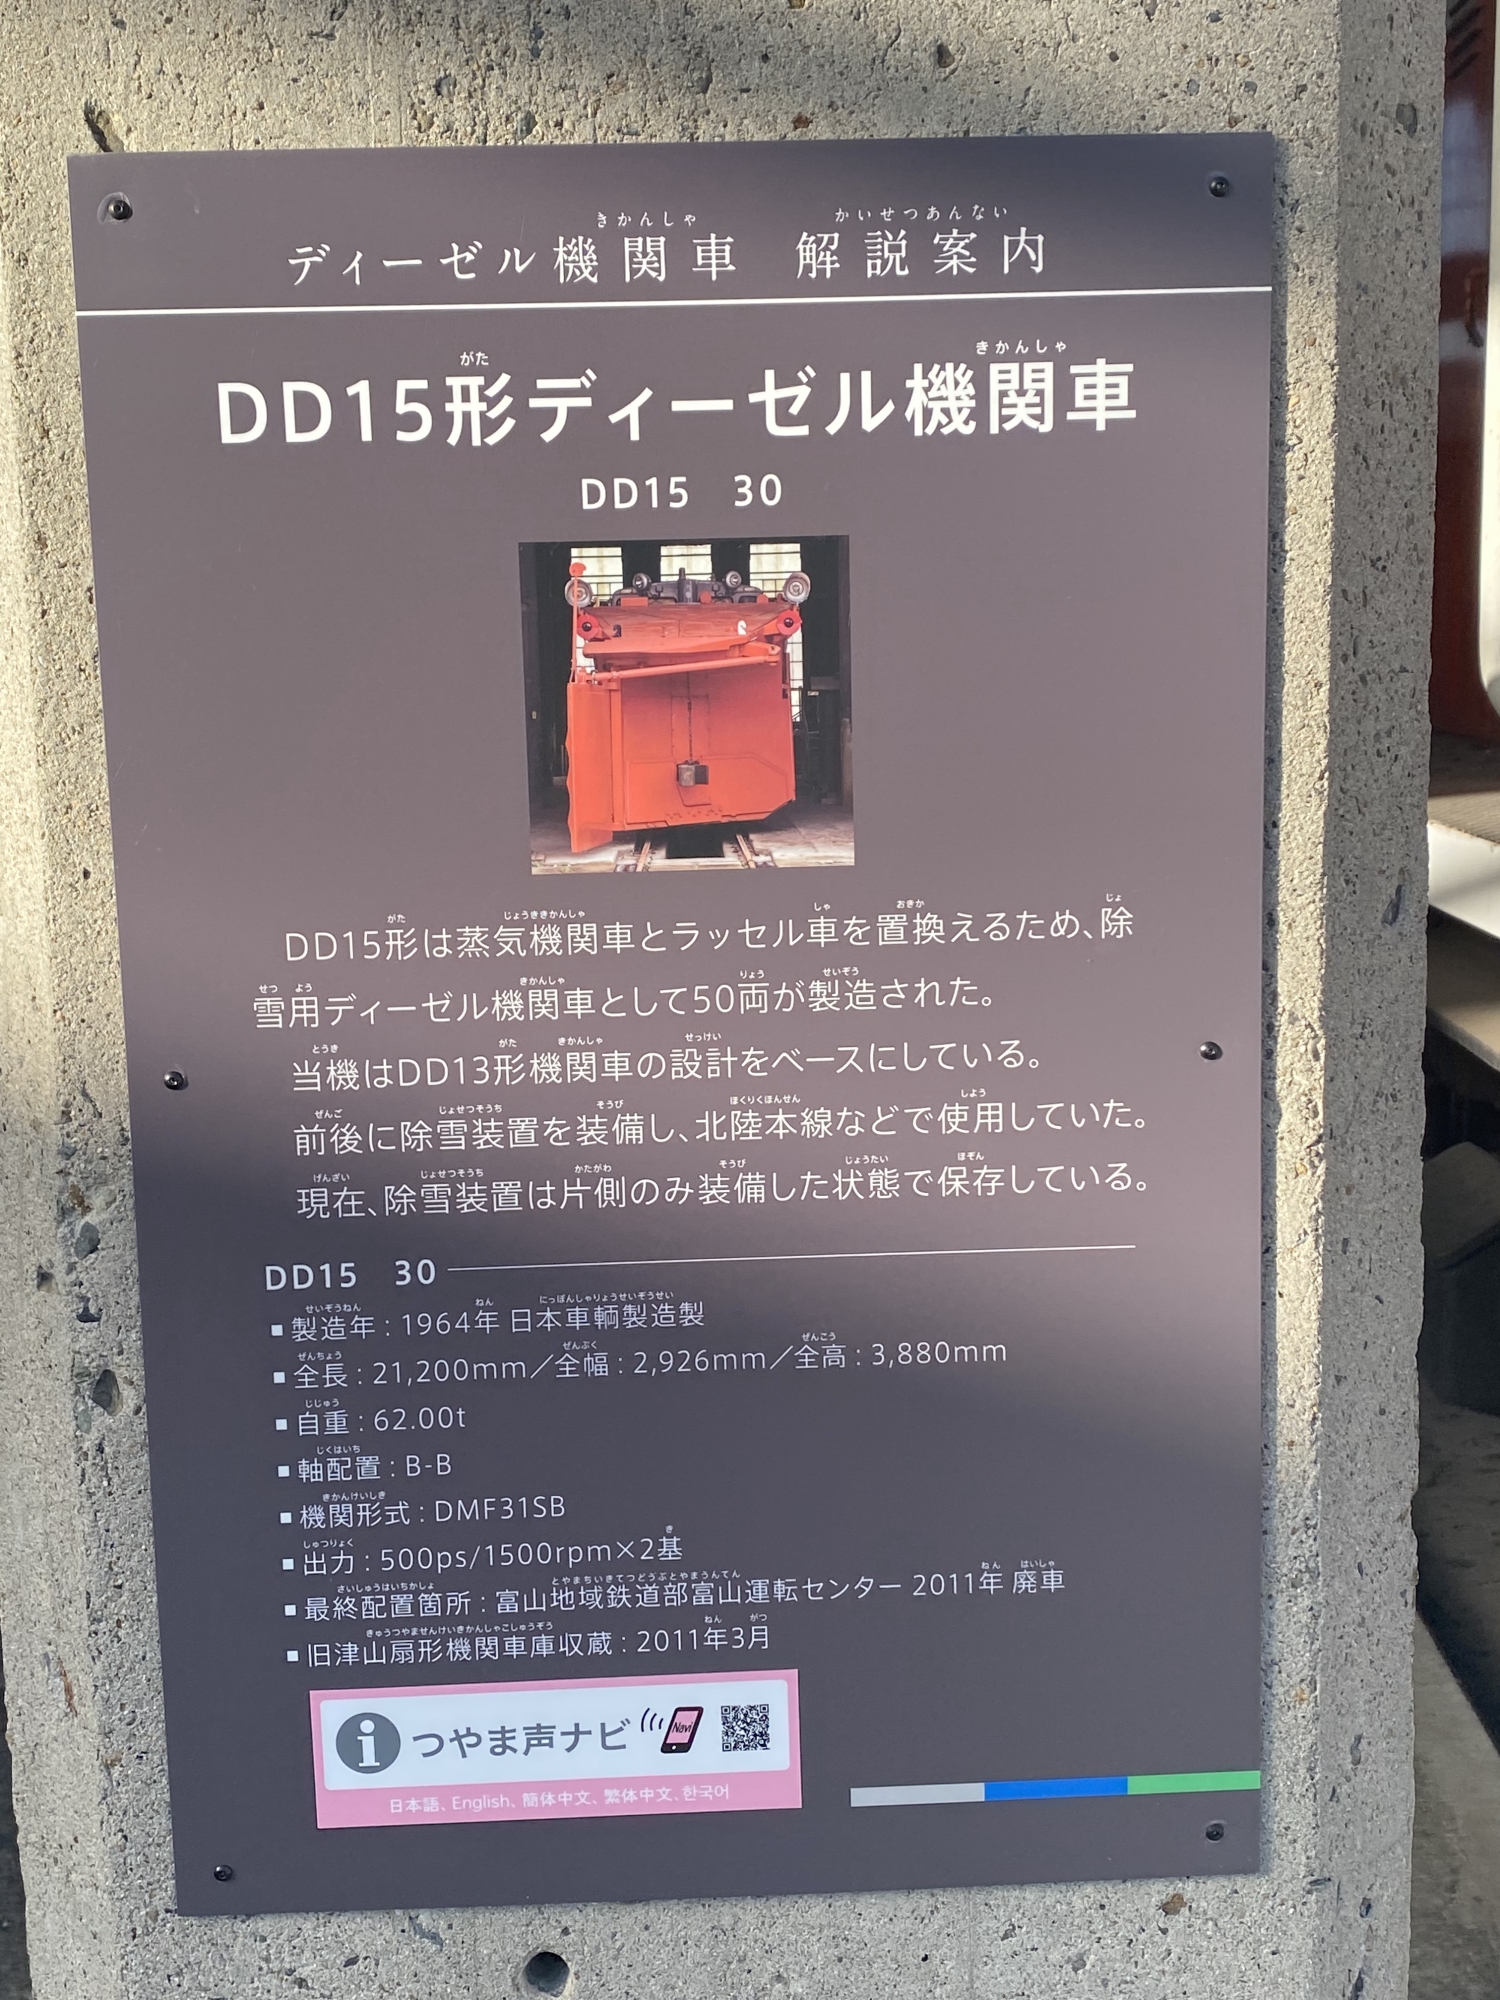 ディーゼル機関車 解説案内
DD15形ディーゼル機関車
DD15 30
DD15形は蒸気機関車とラッセル車を置換えるため、除
雪用ディーゼル機関車として50両が製造された。
当機はDD13形機関車の設計をベースにしている。
前後に除雪装置を装備し、北陸本線などで使用していた。
現在、除雪装置は片側のみ装備した状態で保存している。
DD15 30
■製造年：1964年 日本車輌製造製
■全長：21,200mm／全幅：2,926mm／全高：3,880mm
■自重：62.00t
■軸配置：B-B
■機関形式：DMF31SB
■出力：500ps/1500rpm×2基
■最終配置箇所：富山地域鉄道部富山運転センター 2011年 廃車
■旧津山扇形機関車庫収蔵：2011年3月
i つやま声ナビ Navi
日本語、English、簡体中文、繁体中文、한국어